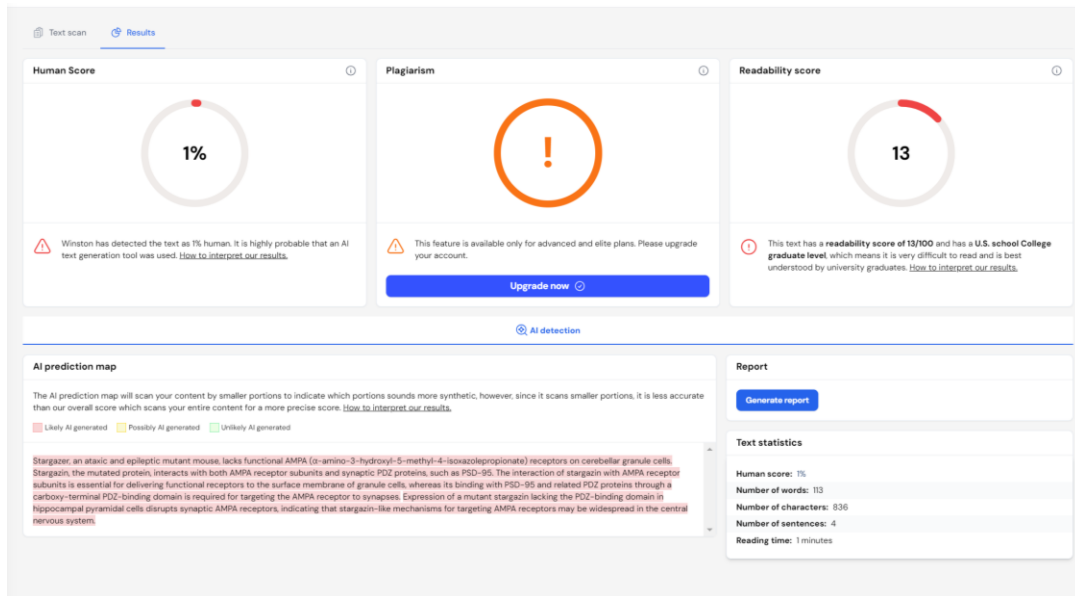 Text scan
Results
Human Score
1%
Winston has detected the text as 1% human. It is highly probable that an AI
text generation tool was used. How to interpret our results.
Plagiarism
!
This feature is available only for advanced and elite plans. Please upgrade
your account.
Upgrade now
Readability score
13
This text has a readability score of 13/100 and has a U.S. school College
graduate level, which means it is very difficult to read and is best
understood by university graduates. How to interpret our results.
AI detection
AI prediction map
The AI prediction map will scan your content by smaller portions to indicate which portions sounds more synthetic, however, since it scans smaller portions, it is less accurate
than our overall score which scans your entire content for a more precise score. How to interpret our results.
Likely AI generated
Possibly AI generated
Unlikely AI generated
Stargazer, an ataxic and epileptic mutant mouse, lacks functional AMPA (α-amino-3-hydroxyl-5-methyl-4-isoxazolepropionate) receptors on cerebellar granule cells.
Stargazin, the mutated protein, interacts with both AMPA receptor subunits and synaptic PDZ proteins, such as PSD-95. The interaction of stargazin with AMPA receptor
subunits is essential for delivering functional receptors to the surface membrane of granule cells, whereas its binding with PSD-95 and related PDZ proteins through a
carboxy-terminal PDZ-binding domain is required for targeting the AMPA receptor to synapses. Expression of a mutant stargazin lacking the PDZ-binding domain in
hippocampal pyramidal cells disrupts synaptic AMPA receptors, indicating that stargazin-like mechanisms for targeting AMPA receptors may be widespread in the central
nervous system.
Report
Generate report
Text statistics
Human score: 1%
Number of words: 113
Number of characters: 836
Number of sentences: 4
Reading time: 1 minutes